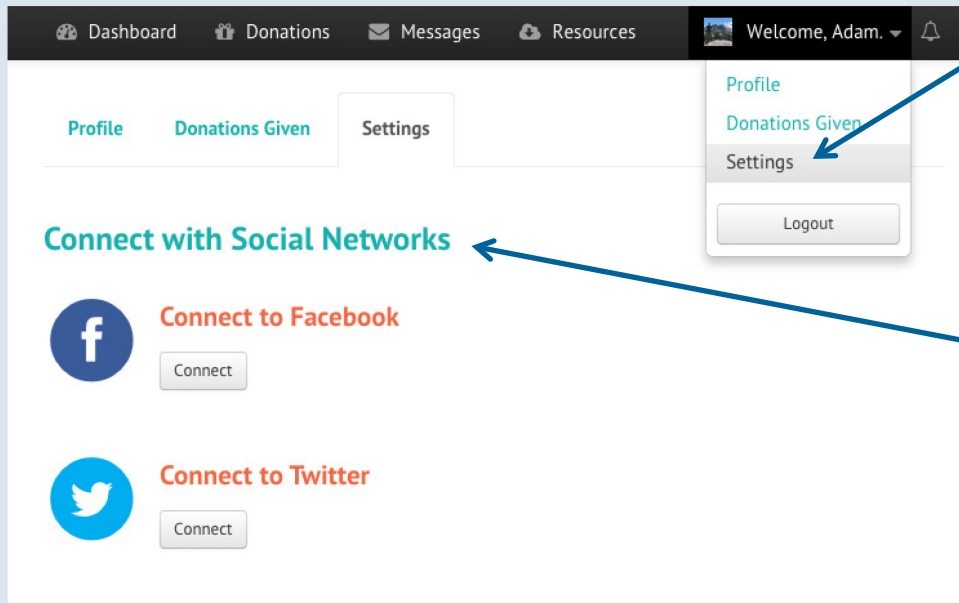 Dashboard Donations Messages Resources Welcome, Adam.
Profile
Donations Given
Settings
Logout
Profile Donations Given Settings
Connect with Social Networks
Connect to Facebook
Connect
Connect to Twitter
Connect